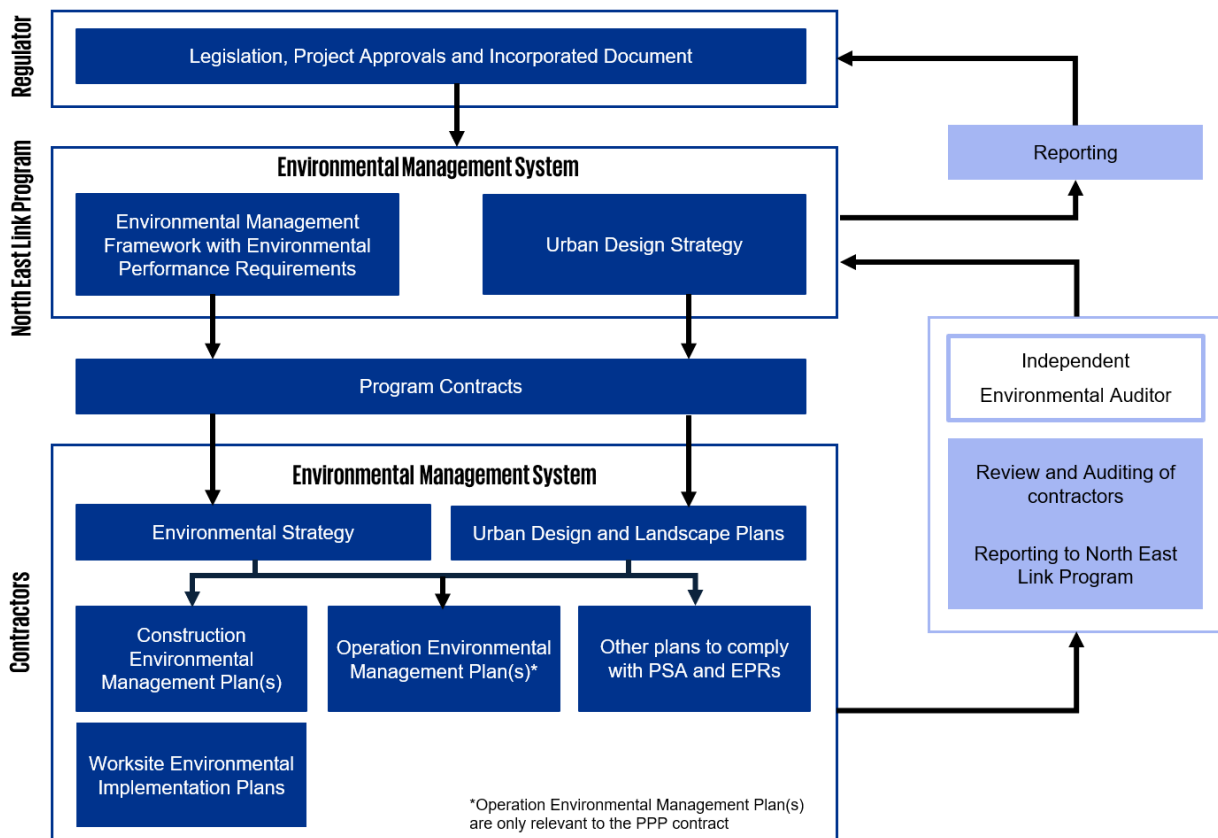 Regulator
Legislation, Project Approvals and Incorporated Document
North East Link Program
Environmental Management System
Environmental Management
Framework with Environmental
Performance Requirements
Urban Design Strategy
Reporting
Program Contracts
Independent
Environmental Auditor
Review and Auditing of
contractors
Reporting to North East
Link Program
Contractors
Environmental Management System
Environmental Strategy
Urban Design and Landscape Plans
Construction
Environmental
Management Plan(s)
Operation Environmental
Management Plan(s)*
Other plans to comply
with PSA and EPRs
Worksite Environmental
Implementation Plans
*Operation Environmental Management Plan(s)
are only relevant to the PPP contract